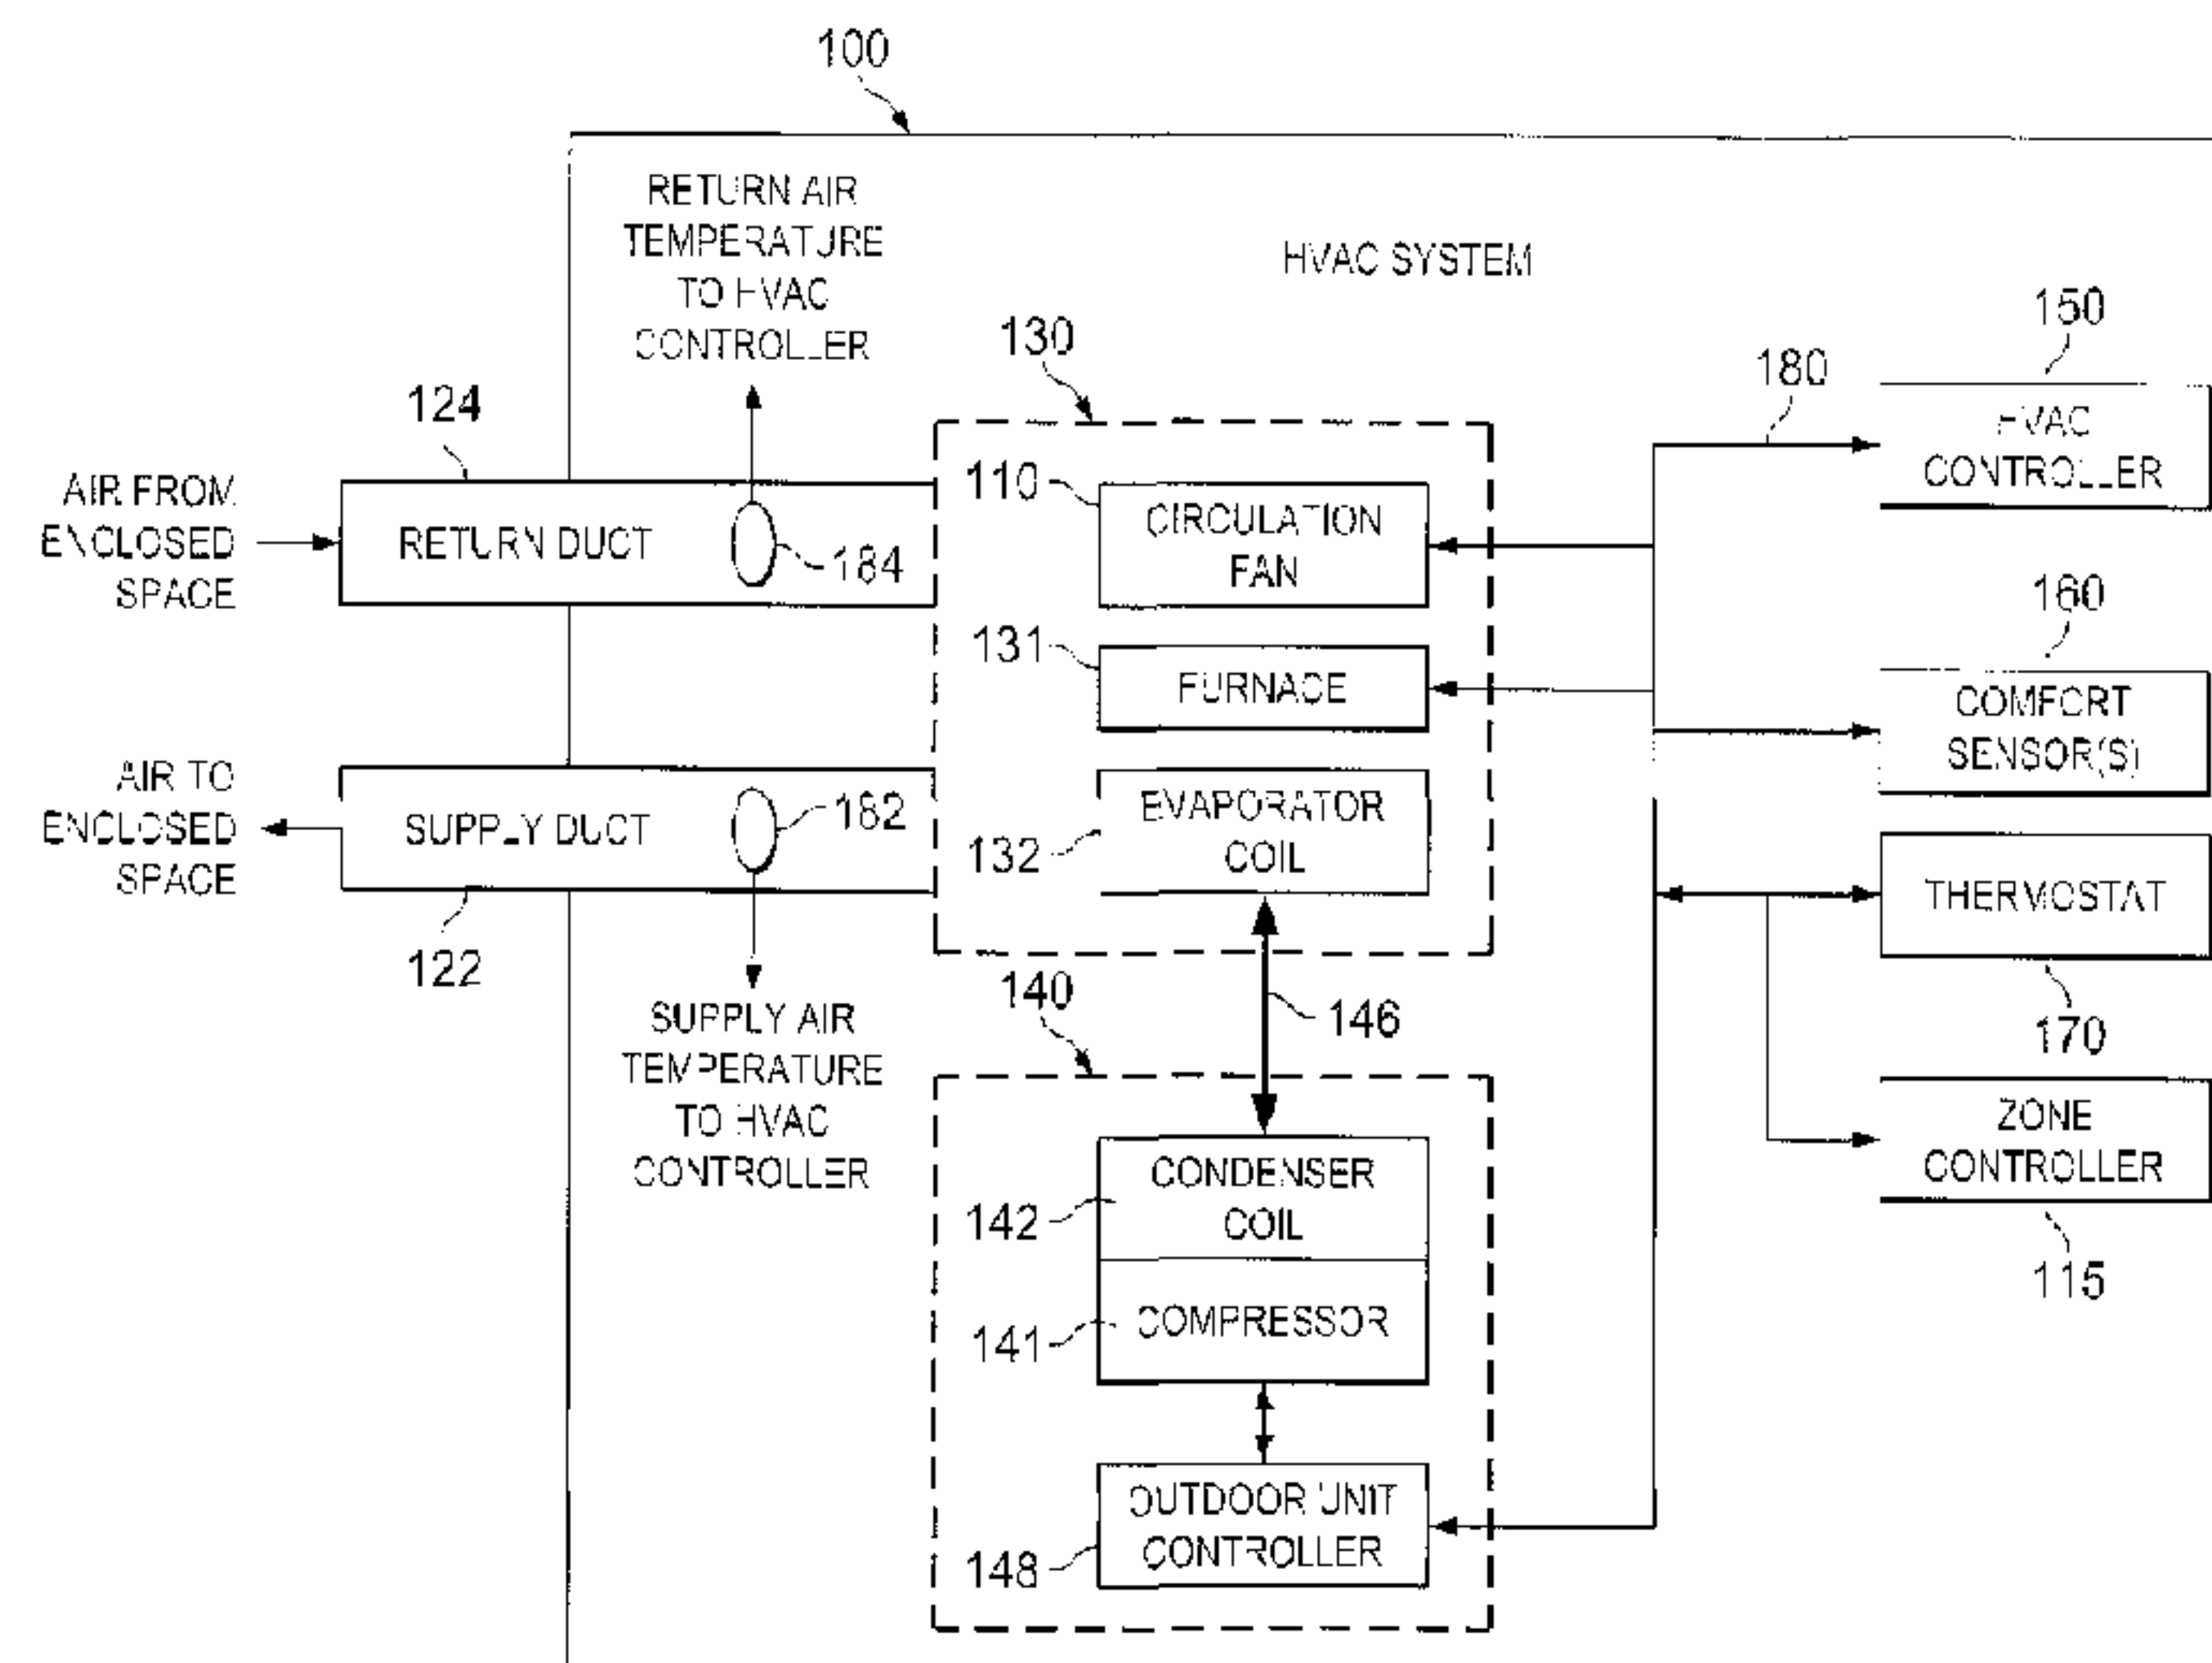 100
RETURN AIR
TEMPERATURE
TO HVAC
CONTROLLER
HVAC SYSTEM
130
150
180
HVAC
CONTROLLER
124
AIR FROM
ENCLOSED
SPACE
RETURN DUCT
184
110
CIRCULATION
FAN
131
FURNACE
160
COMFORT
SENSOR(S)
AIR TO
ENCLOSED
SPACE
SUPPLY DUCT
182
132
EVAPORATOR
COIL
THERMOSTAT
122
170
SUPPLY AIR
TEMPERATURE
TO HVAC
CONTROLLER
140
146
ZONE
CONTROLLER
115
142
CONDENSER
COIL
141
COMPRESSOR
148
OUTDOOR UNIT
CONTROLLER